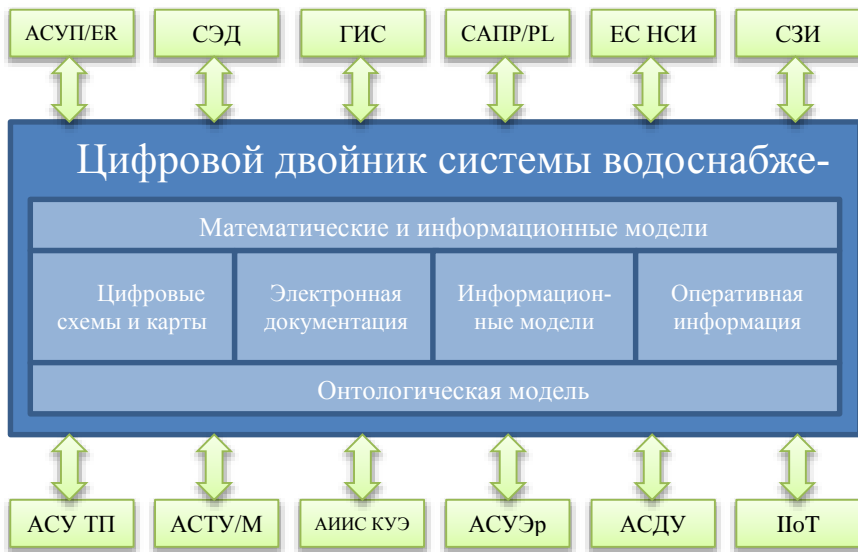 АСУП/ER
СЭД
ГИС
САПР/PL
ЕС НСИ
СЗИ
Цифровой двойник системы водоснабже-
Математические и информационные модели
Цифровые
схемы и карты
Электронная
документация
Информацион-
ные модели
Оперативная
информация
Онтологическая модель
АСУ ТП
АСТУ/М
АИИС КУЭ
АСУЭр
АСДУ
IIoT